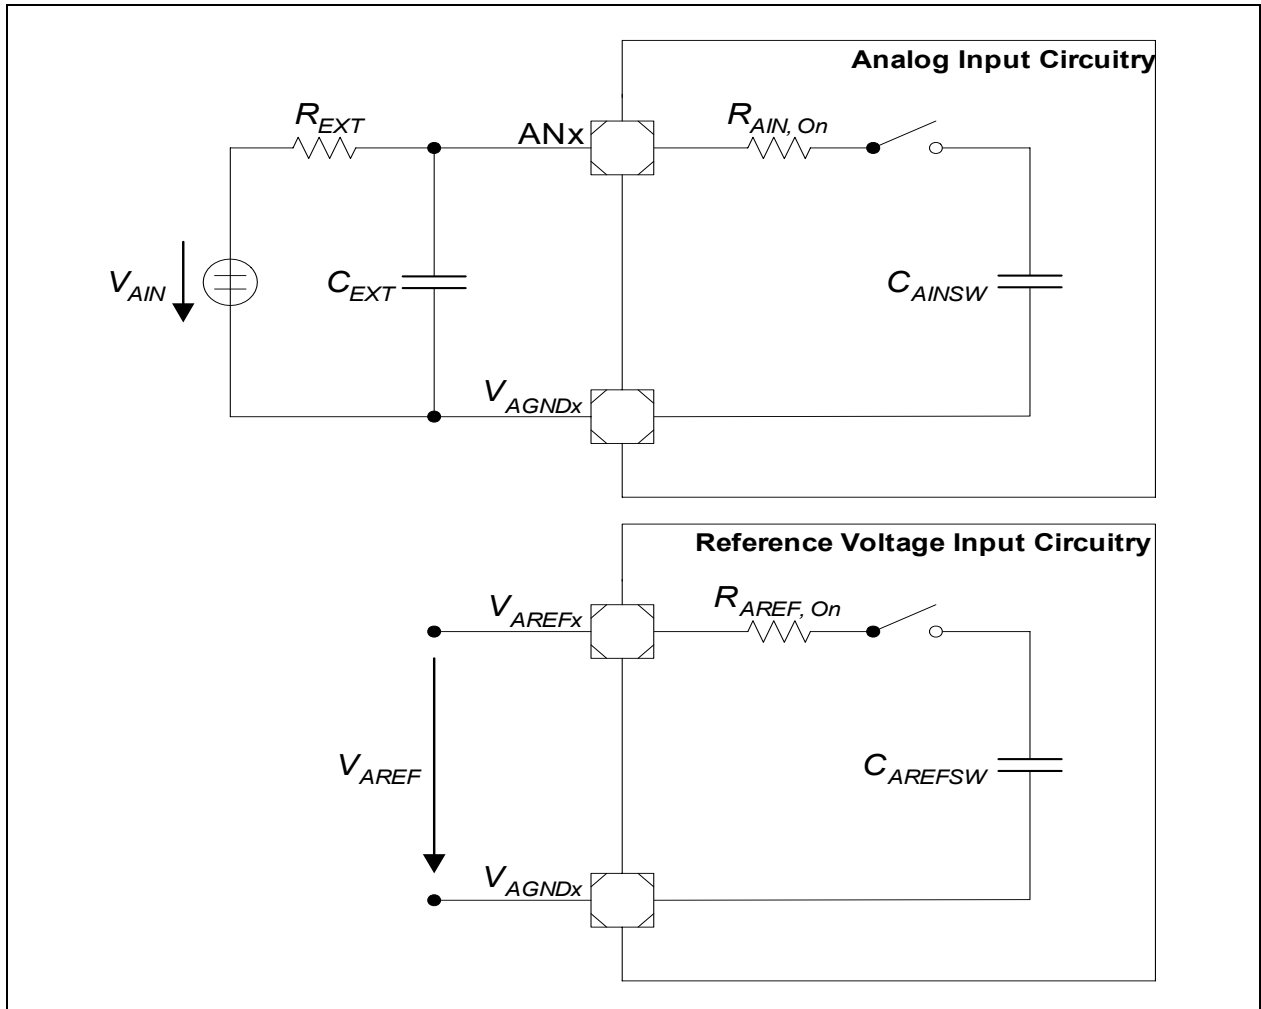 Analog Input Circuitry
R_EXT
ANx
R_AIN, On
V_AIN
C_EXT
C_AINSW
V_AGNDx
Reference Voltage Input Circuitry
V_AREFx
R_AREF, On
V_AREF
C_AREFSW
V_AGNDx